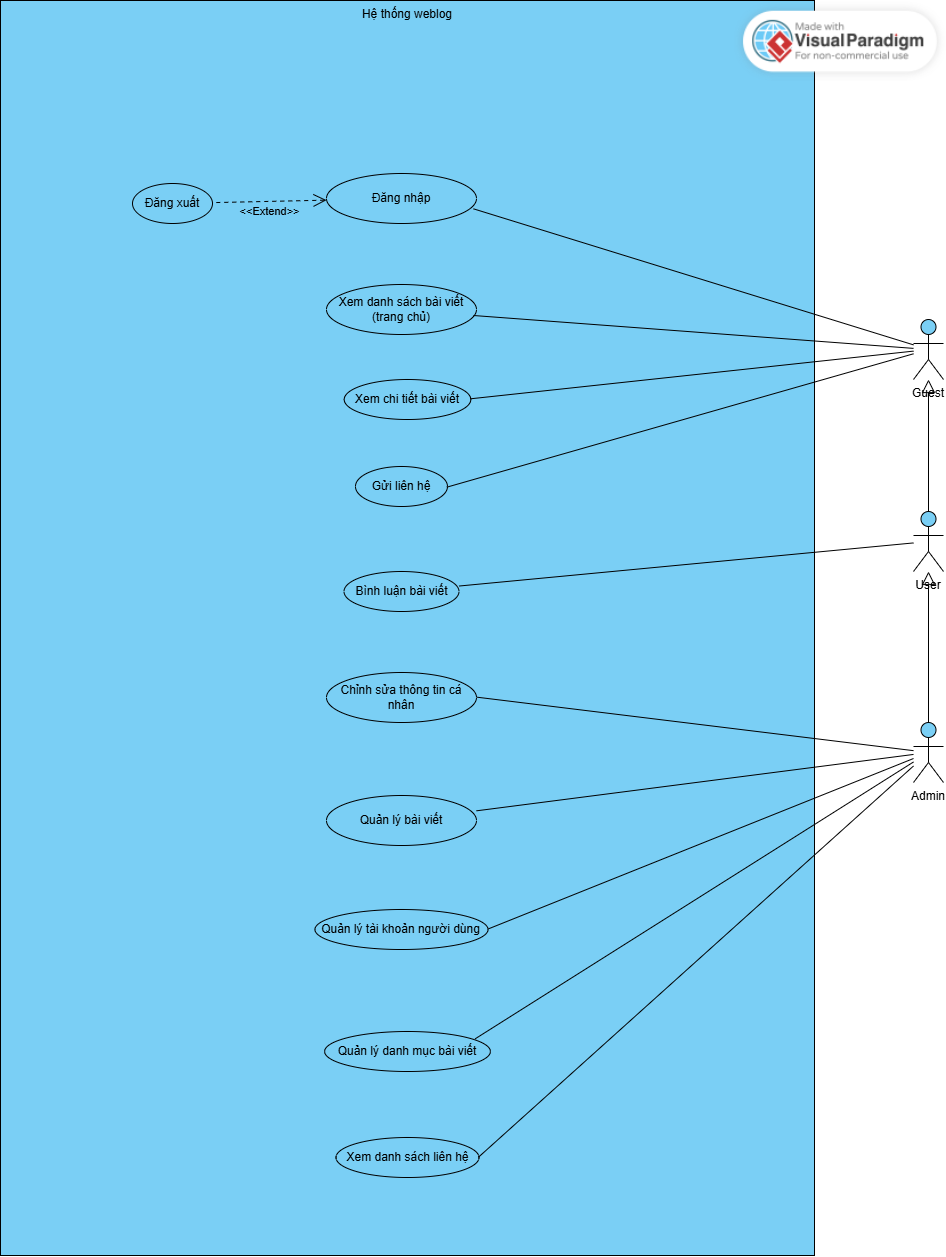 Hệ thống weblog
Made with
Visual Paradigm
For non-commercial use
Đăng xuất
<<Extend>>
Đăng nhập
Xem danh sách bài viết
(trang chủ)
Xem chi tiết bài viết
Guest
Gửi liên hệ
Bình luận bài viết
User
Chỉnh sửa thông tin cá
nhân
Admin
Quản lý bài viết
Quản lý tài khoản người dùng
Quản lý danh mục bài viết
Xem danh sách liên hệ